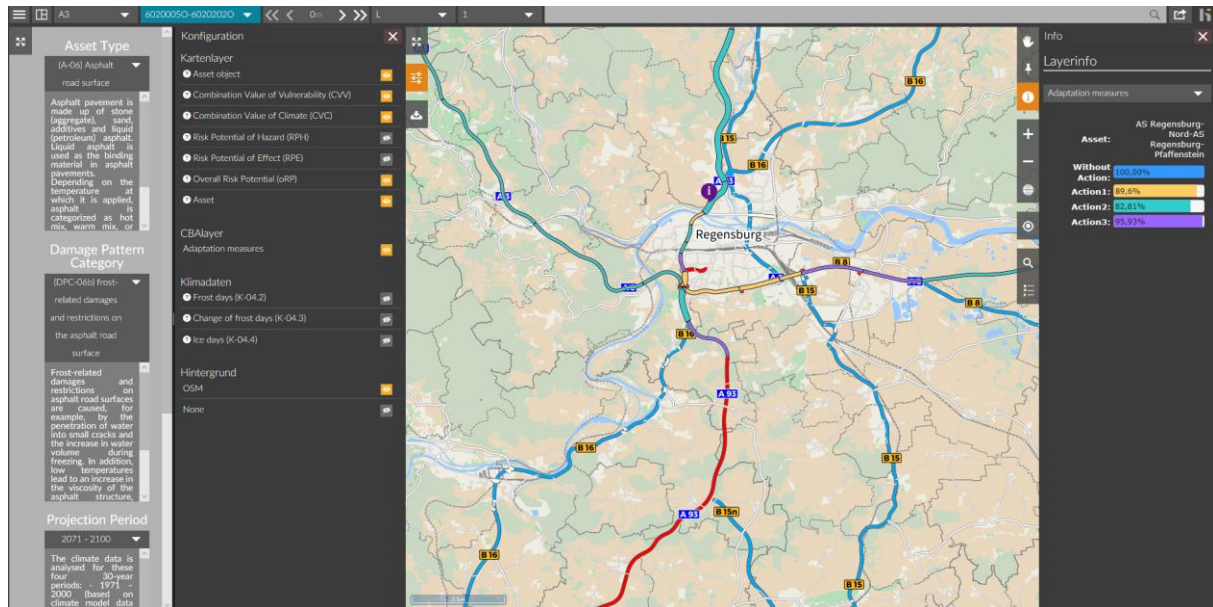 A3
6020005O-6020202O
0m
L
1
Asset Type
(A-06) Asphalt
road surface
Asphalt pavement is
made up of stone
(aggregate), sand,
additives and liquid
(petroleum) asphalt.
Liquid asphalt is
used as the binding
material in asphalt
pavements.
Depending on the
temperature at
which it is applied,
asphalt is
categorized as hot
mix, warm mix, or
Damage Pattern
Category
(DPC-06b) frost-
related damages
and restrictions on
the asphalt road
surface
Frost-related
damages and
restrictions on
asphalt road surfaces
are caused, for
example, by the
penetration of water
into small cracks and
the increase in water
volume during
freezing. In addition,
low temperatures
lead to an increase in
the viscosity of the
asphalt structure,
Projection Period
2071 - 2100
The climate data is
analysed for these
four 30-year
periods: - 1971 -
2000 (based on
climate model data
Konfiguration
Kartenlayer
Asset object
Combination Value of Vulnerability (CVV)
Combination Value of Climate (CVC)
Risk Potential of Hazard (RPH)
Risk Potential of Effect (RPE)
Overall Risk Potential (oRP)
Asset
CBAlayer
Adaptation measures
Klimadaten
Frost days (K-04.2)
Change of frost days (K-04.3)
Ice days (K-04.4)
Hintergrund
OSM
None
B 16
B 15
B 16
A 93
A 3
Regensburg
B 8
B 15
B 8
B 16
A 93
B 16
B 15
A 93
B 15n
B 16
B 15
Info
Layerinfo
Adaptation measures
Asset:
AS Regensburg-
Nord-AS
Regensburg-
Pfaffenstein
Without
Action: 100,00%
Action1: 89,6%
Action2: 82,81%
Action3: 95,93%